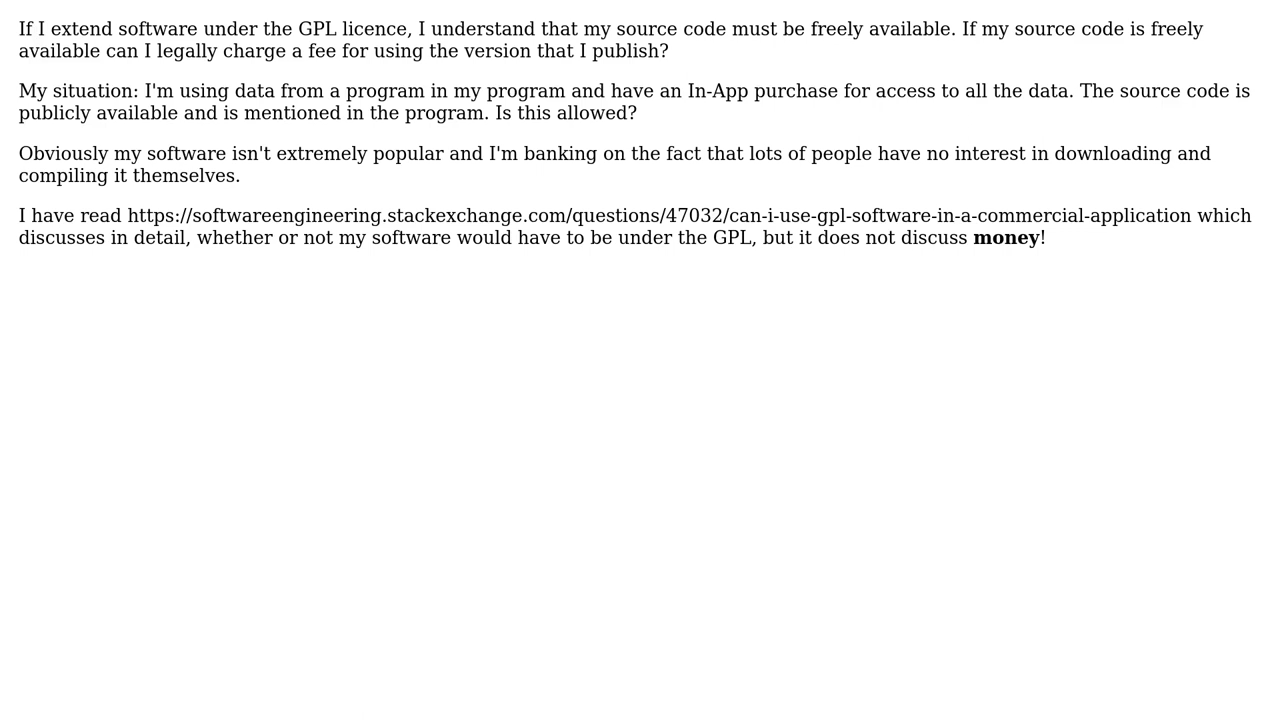 If I extend software under the GPL licence, I understand that my source code must be freely available. If my source code is freely
available can I legally charge a fee for using the version that I publish?
My situation: I'm using data from a program in my program and have an In-App purchase for access to all the data. The source code is
publicly available and is mentioned in the program. Is this allowed?
Obviously my software isn't extremely popular and I'm banking on the fact that lots of people have no interest in downloading and
compiling it themselves.
I have read https://softwareengineering.stackexchange.com/questions/47032/can-i-use-gpl-software-in-a-commercial-application which
discusses in detail, whether or not my software would have to be under the GPL, but it does not discuss money!